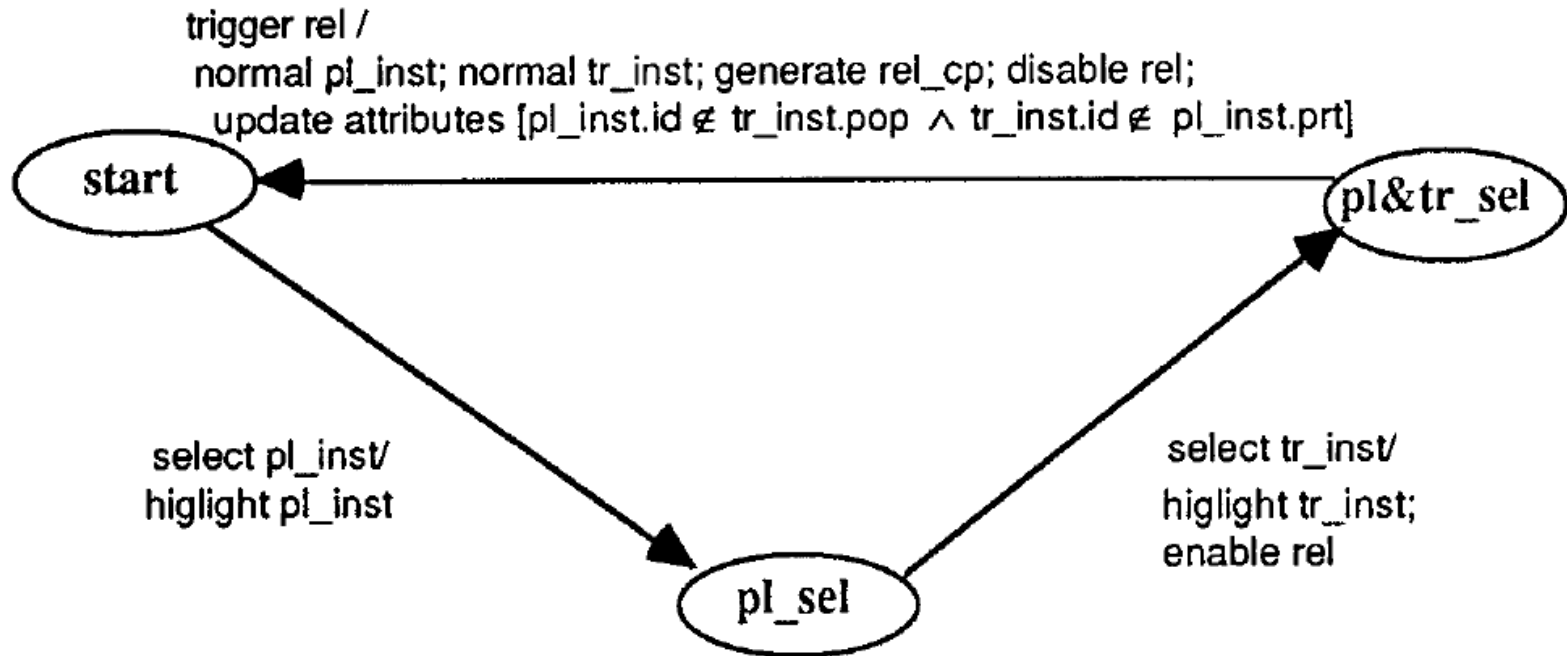 trigger rel /
normal pl_inst; normal tr_inst; generate rel_cp; disable rel;
update attributes [pl_inst.id ∉ tr_inst.pop ∧ tr_inst.id ∉ pl_inst.prt]
start
pl&tr_sel
select pl_inst/
higlight pl_inst
select tr_inst/
higlight tr_inst;
enable rel
pl_sel